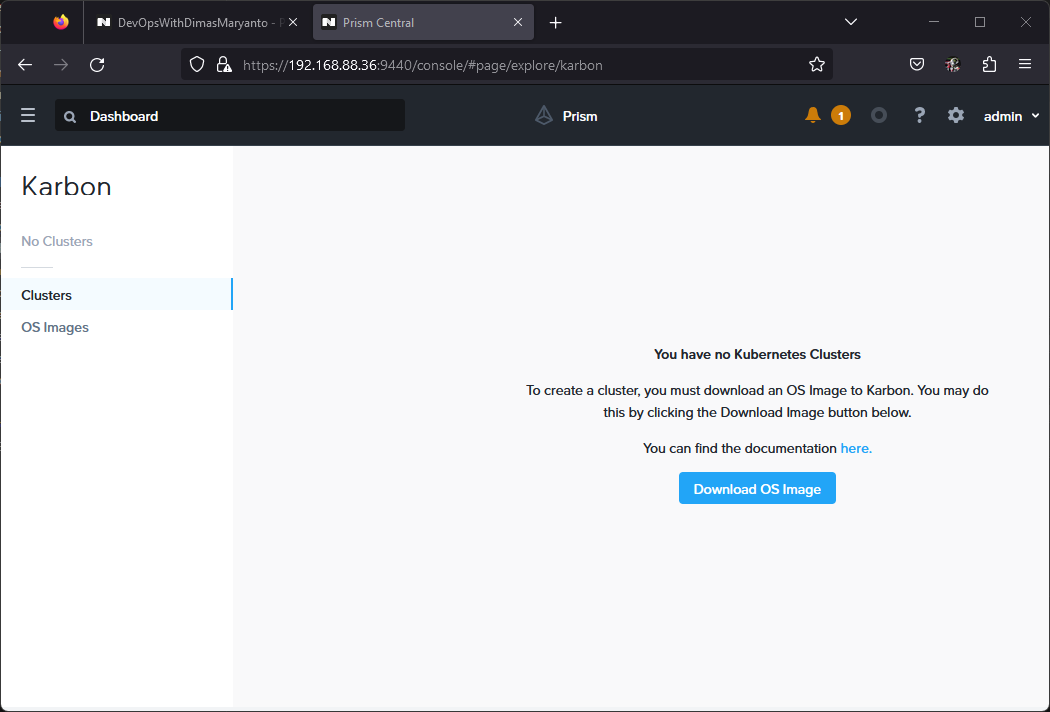 DevOpsWithDimasMaryanto -
Prism Central
https://192.168.88.36:9440/console/#page/explore/karbon
Dashboard
Prism
1
?
admin
Karbon
No Clusters
Clusters
OS Images
You have no Kubernetes Clusters
To create a cluster, you must download an OS Image to Karbon. You may do
this by clicking the Download Image button below.
You can find the documentation here.
Download OS Image